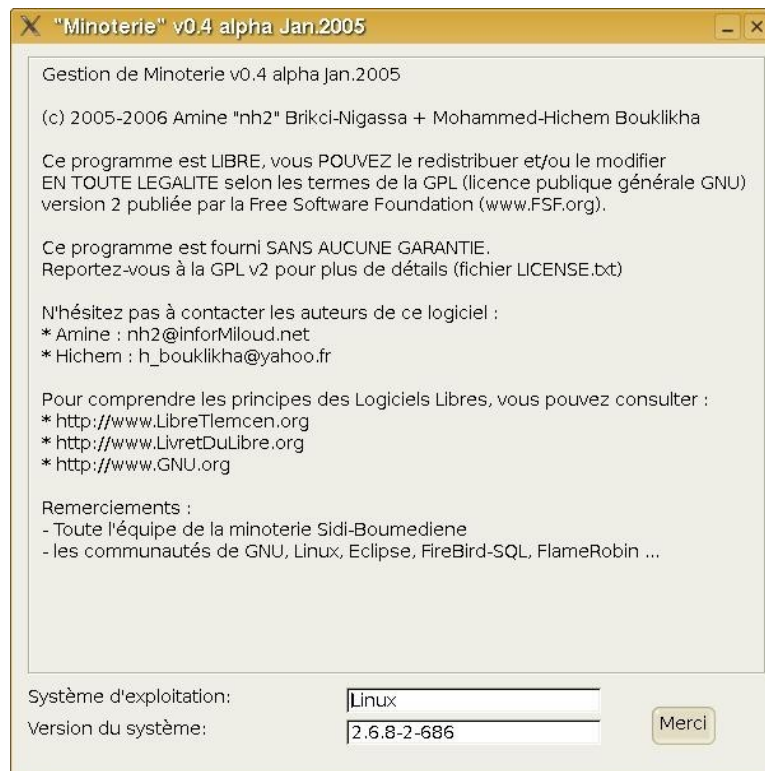 "Minoterie" v0.4 alpha Jan.2005
Gestion de Minoterie v0.4 alpha Jan.2005
(c) 2005-2006 Amine "nh2" Brikci-Nigassa + Mohammed-Hichem Bouklikha
Ce programme est LIBRE, vous POUVEZ le redistribuer et/ou le modifier
EN TOUTE LEGALITE selon les termes de la GPL (licence publique générale GNU)
version 2 publiée par la Free Software Foundation (www.FSF.org).
Ce programme est fourni SANS AUCUNE GARANTIE.
Reportez-vous à la GPL v2 pour plus de détails (fichier LICENSE.txt)
N'hésitez pas à contacter les auteurs de ce logiciel :
* Amine : nh2@inforMiloud.net
* Hichem : h_bouklikha@yahoo.fr
Pour comprendre les principes des Logiciels Libres, vous pouvez consulter :
* http://www.LibreTlemcen.org
* http://www.LivretDuLibre.org
* http://www.GNU.org
Remerciements :
- Toute l'équipe de la minoterie Sidi-Boumediene
- les communautés de GNU, Linux, Eclipse, FireBird-SQL, FlameRobin ...
Système d'exploitation: Linux
Version du système: 2.6.8-2-686
Merci